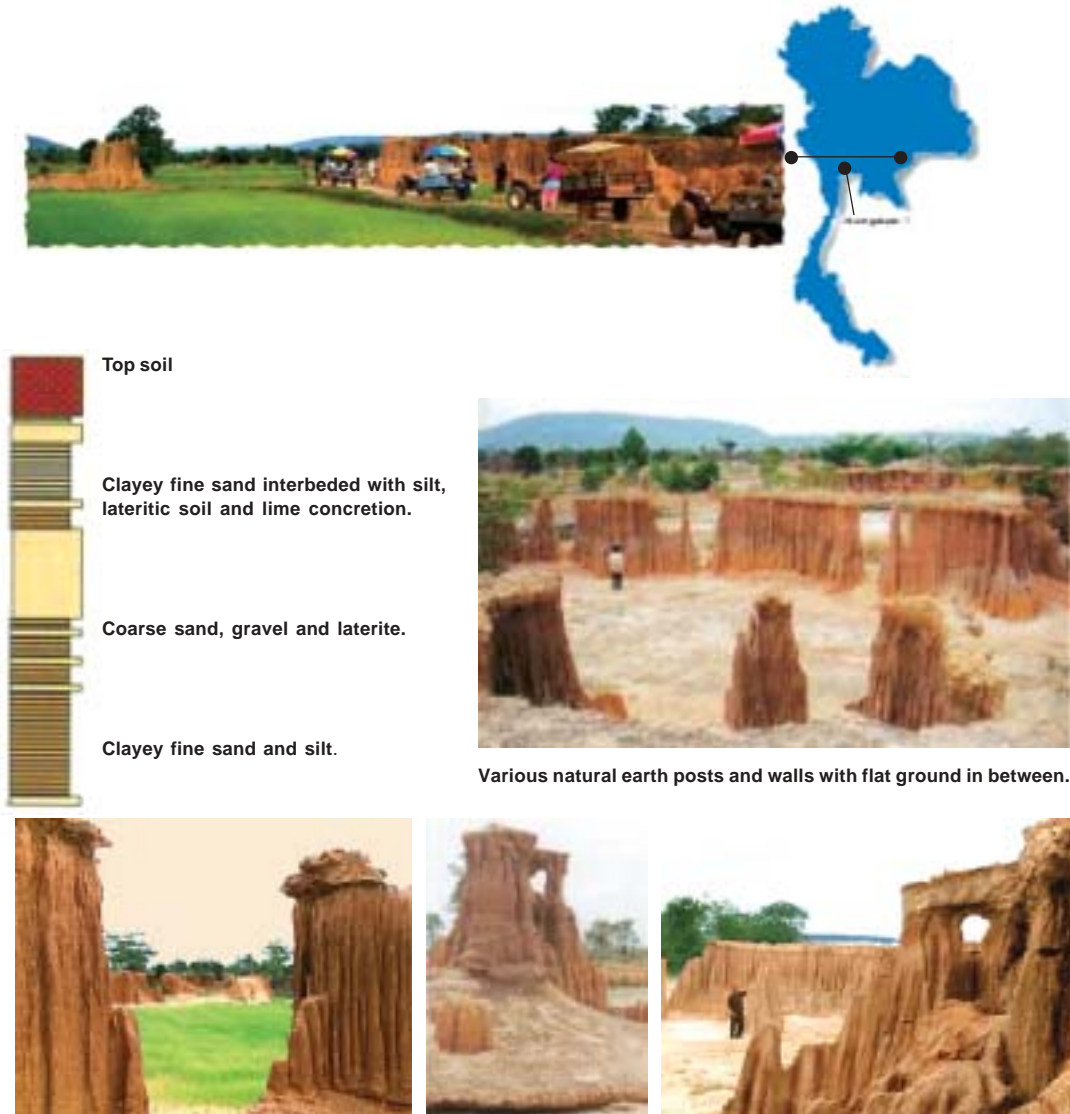 Top soil
Clayey fine sand interbeded with silt,
lateritic soil and lime concretion.
Coarse sand, gravel and laterite.
Clayey fine sand and silt.
Various natural earth posts and walls with flat ground in between.